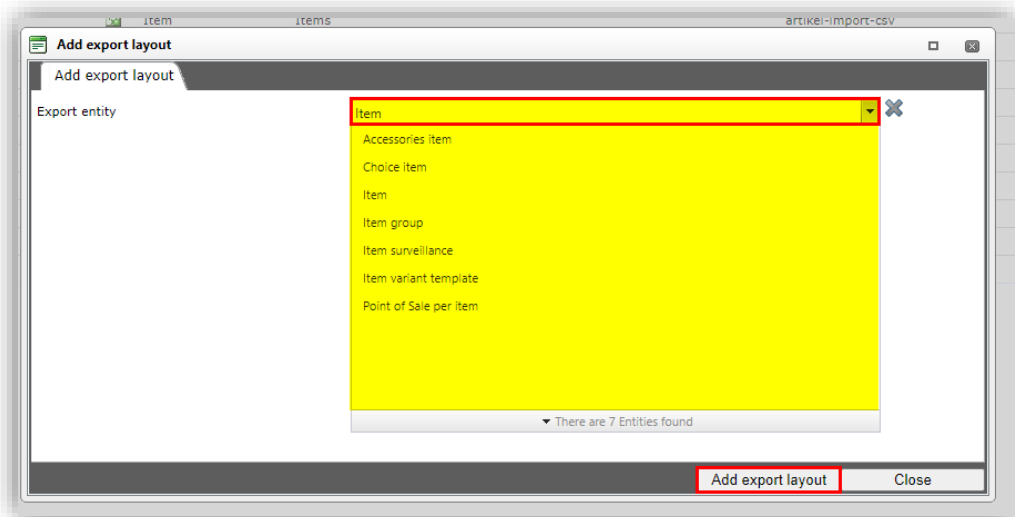 Item Items artikel-import-csv
Add export layout
Add export layout
Export entity
Item
Accessories item
Choice item
Item
Item group
Item surveillance
Item variant template
Point of Sale per item
There are 7 Entities found
Add export layout Close